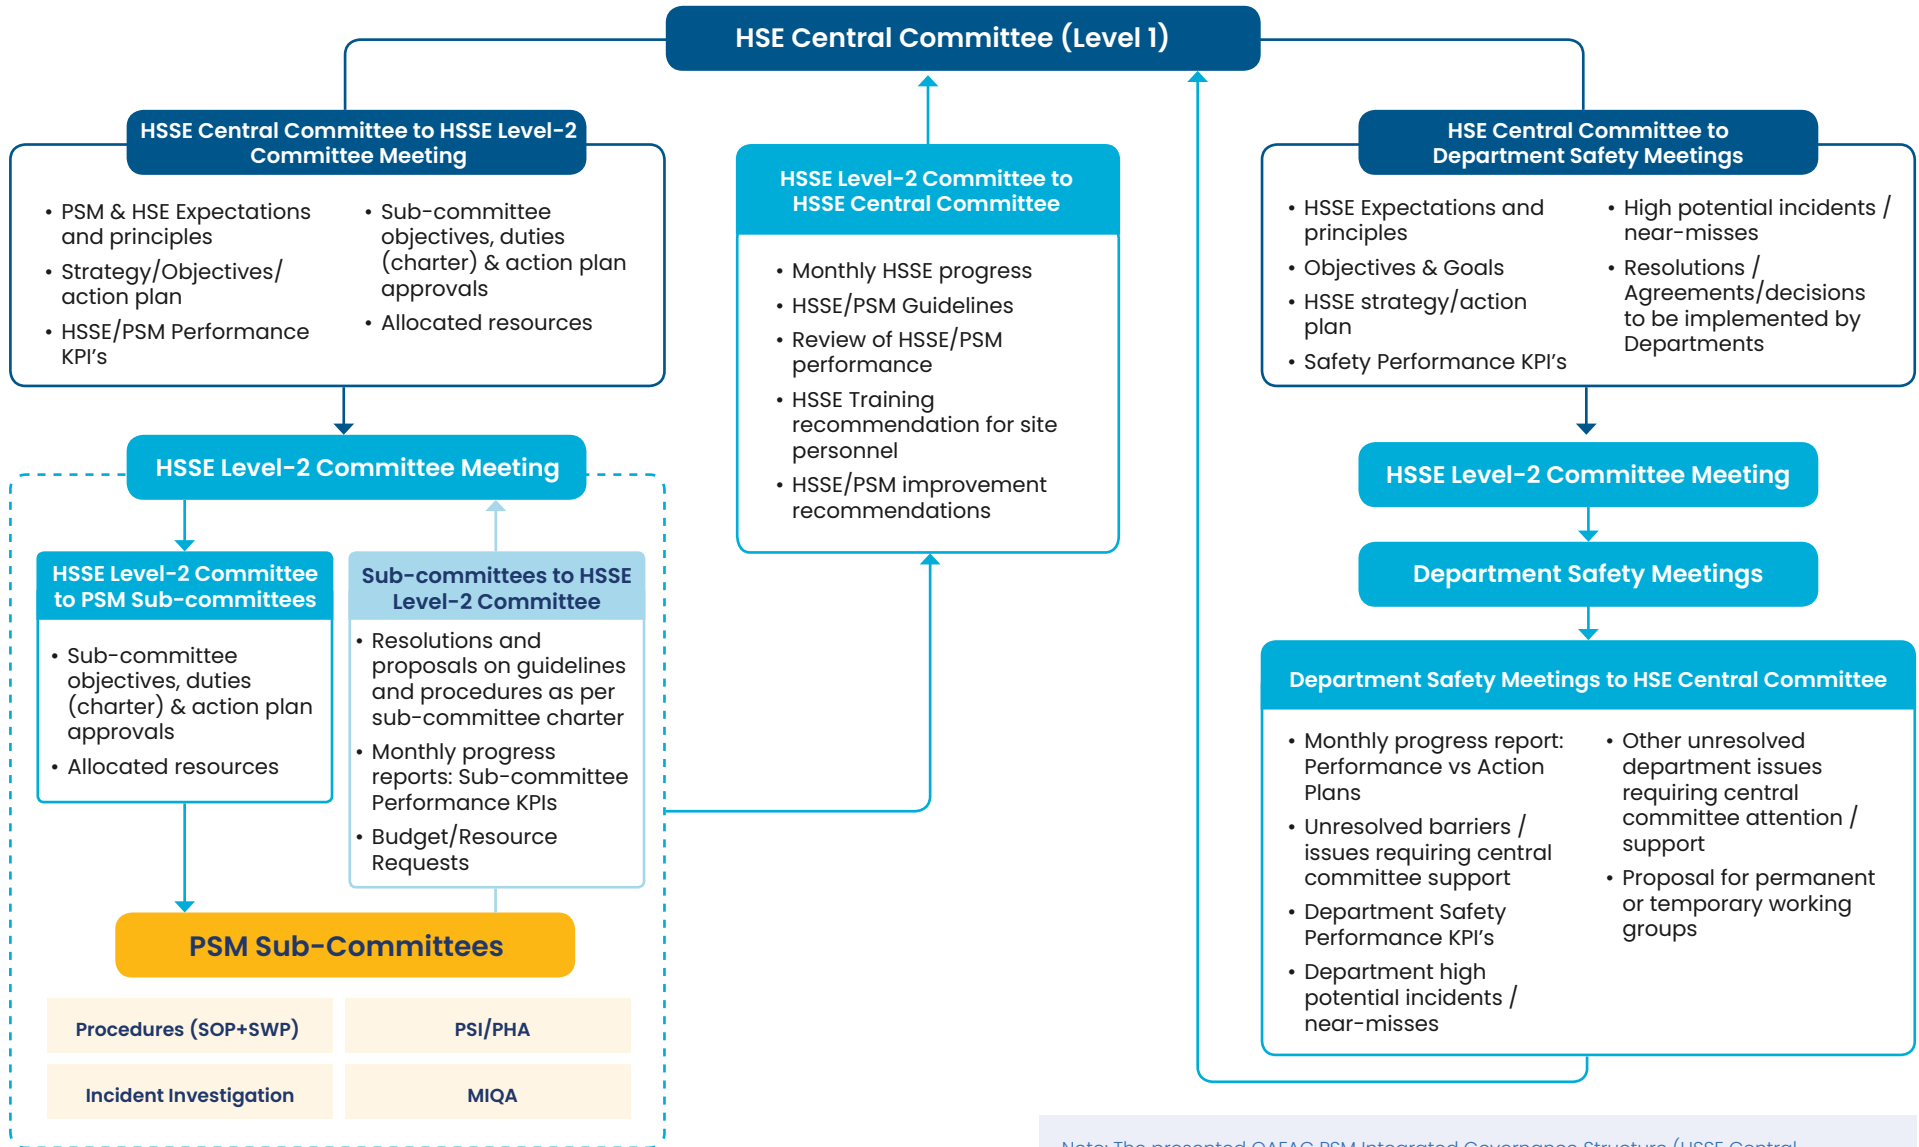 HSE Central Committee (Level 1)
HSSE Central Committee to HSSE Level-2
Committee Meeting
• PSM & HSE Expectations
and principles
• Strategy/Objectives/
action plan
• HSSE/PSM Performance
KPI's
• Sub-committee
objectives, duties
(charter) & action plan
approvals
• Allocated resources
HSSE Level-2 Committee Meeting
HSSE Level-2 Committee
to PSM Sub-committees
• Sub-committee
objectives, duties
(charter) & action plan
approvals
• Allocated resources
Sub-committees to HSSE
Level-2 Committee
• Resolutions and
proposals on guidelines
and procedures as per
sub-committee charter
• Monthly progress
reports: Sub-committee
Performance KPIs
• Budget/Resource
Requests
PSM Sub-Committees
Procedures (SOP+SWP)
PSI/PHA
Incident Investigation
MIQA
HSSE Level-2 Committee to
HSSE Central Committee
• Monthly HSSE progress
• HSSE/PSM Guidelines
• Review of HSSE/PSM
performance
• HSSE Training
recommendation for site
personnel
• HSSE/PSM improvement
recommendations
HSE Central Committee to
Department Safety Meetings
• HSSE Expectations and
principles
• Objectives & Goals
• HSSE strategy/action
plan
• Safety Performance KPI's
• High potential incidents /
near-misses
• Resolutions /
Agreements/decisions
to be implemented by
Departments
HSSE Level-2 Committee Meeting
Department Safety Meetings
Department Safety Meetings to HSE Central Committee
• Monthly progress report:
Performance vs Action
Plans
• Unresolved barriers /
issues requiring central
committee support
• Department Safety
Performance KPI's
• Department high
potential incidents /
near-misses
• Other unresolved
department issues
requiring central
committee attention /
support
• Proposal for permanent
or temporary working
groups
Note: The presented QAFAC PSM Integrated Governance Structure (HSSE Central